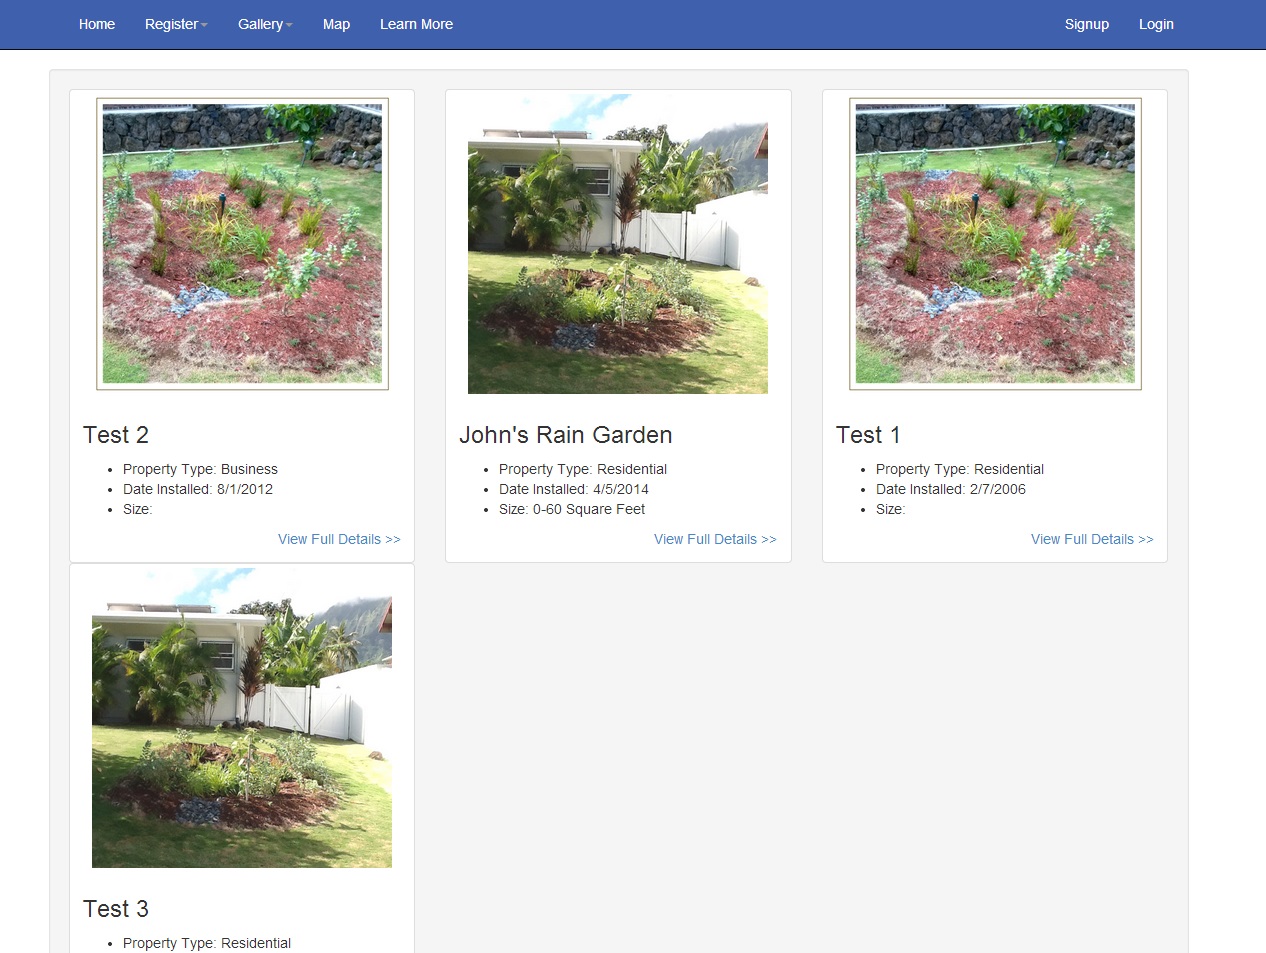 Home Register Gallery Map Learn More Signup Login
Test 2
Property Type: Business
Date Installed: 8/1/2012
Size:
View Full Details >>
John's Rain Garden
Property Type: Residential
Date Installed: 4/5/2014
Size: 0-60 Square Feet
View Full Details >>
Test 1
Property Type: Residential
Date Installed: 2/7/2006
Size:
View Full Details >>
Test 3
Property Type: Residential